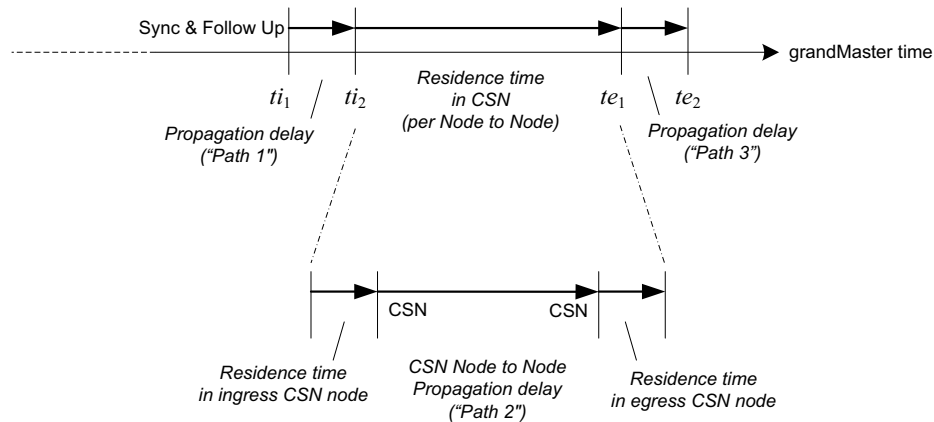 Sync & Follow Up
grandMaster time
ti1
ti2
te1
te2
Residence time
in CSN
(per Node to Node)
Propagation delay
(“Path 1")
Propagation delay
(“Path 3”)
CSN
CSN
Residence time
in ingress CSN node
CSN Node to Node
Propagation delay
(“Path 2")
Residence time
in egress CSN node